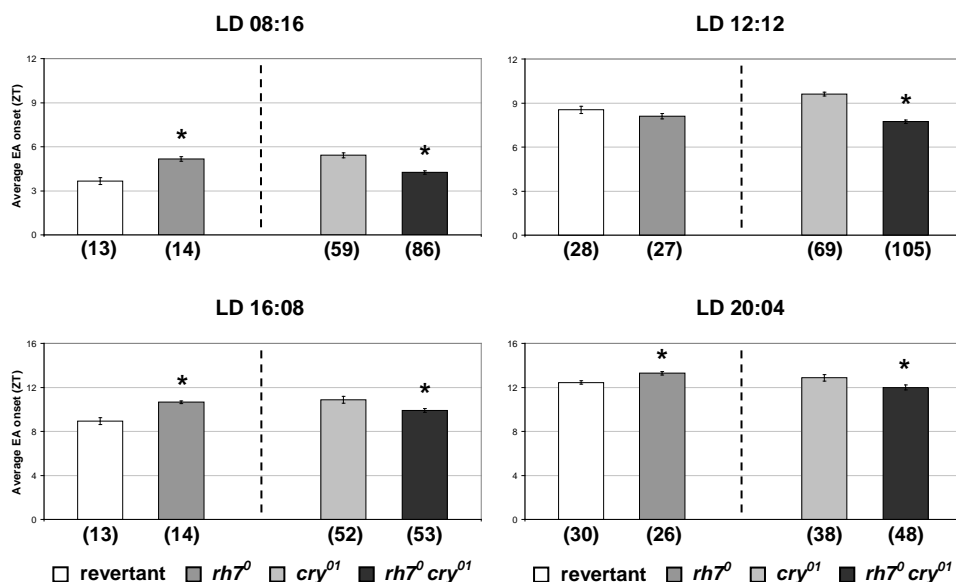 LD 08:16
LD 12:12
Average EA onset (ZT)
12
9
6
3
0
*
*
(13) (14) (59) (86)
12
9
6
3
0
*
(28) (27) (69) (105)
LD 16:08
LD 20:04
Average EA onset (ZT)
16
12
8
4
0
*
*
(13) (14) (52) (53)
16
12
8
4
0
*
*
(30) (26) (38) (48)
revertant rh7⁰ cry⁰¹ rh7⁰ cry⁰¹
revertant rh7⁰ cry⁰¹ rh7⁰ cry⁰¹